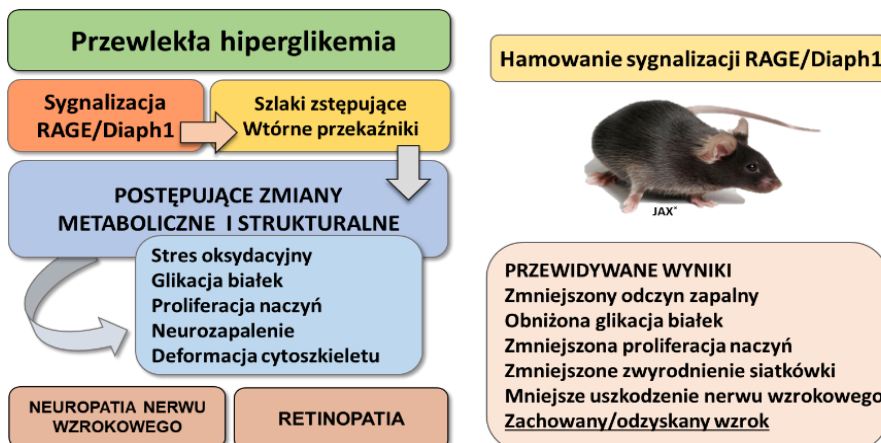 Przewlekła hiperglikemia
Sygnalizacja
RAGE/Diaph1
Szlaki zstępujące
Wtórne przekaźniki
POSTĘPUJĄCE ZMIANY
METABOLICZNE I STRUKTURALNE
Stres oksydacyjny
Glikacja białek
Proliferacja naczyń
Neurozapalenie
Deformacja cytoszkieletu
NEUROPATIA NERWU
WZROKOWEGO
RETINOPATIA
Hamowanie sygnalizacji RAGE/Diaph1
JAX*
PRZEWIDYWANE WYNIKI
Zmniejszony odczyn zapalny
Obniżona glikacja białek
Zmniejszona proliferacja naczyń
Zmniejszone zwyrodnienie siatkówki
Mniejsze uszkodzenie nerwu wzrokowego
Zachowany/odzyskany wzrok